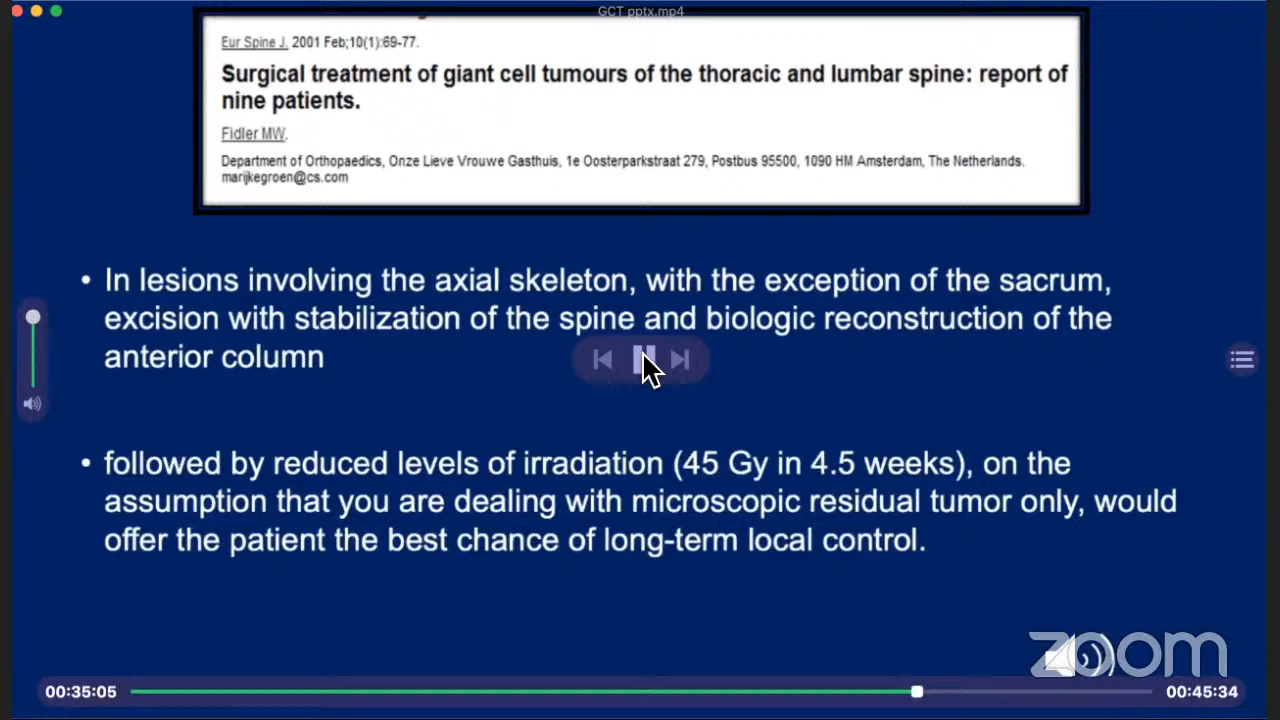 GCT pptx.mp4
Eur Spine J. 2001 Feb;10(1):69-77.
Surgical treatment of giant cell tumours of the thoracic and lumbar spine: report of
nine patients.
Fidler MW.
Department of Orthopaedics, Onze Lieve Vrouwe Gasthuis, 1e Oosterparkstraat 279, Postbus 95500, 1090 HM Amsterdam, The Netherlands.
marijkegroen@cs.com
• In lesions involving the axial skeleton, with the exception of the sacrum,
excision with stabilization of the spine and biologic reconstruction of the
anterior column
• followed by reduced levels of irradiation (45 Gy in 4.5 weeks), on the
assumption that you are dealing with microscopic residual tumor only, would
offer the patient the best chance of long-term local control.
zoom
00:35:05
00:45:34